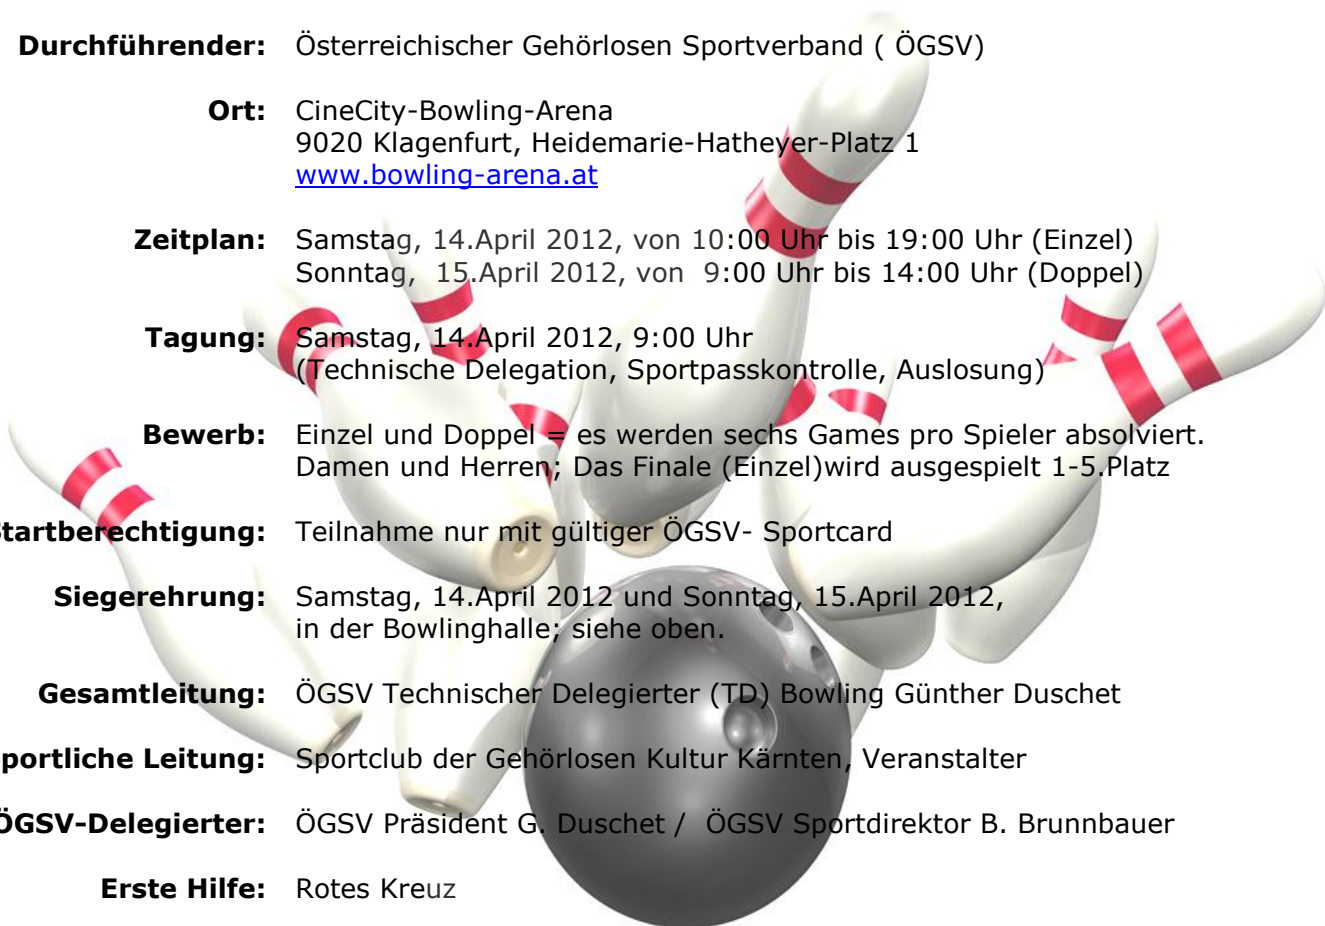 Durchführender: Österreichischer Gehörlosen Sportverband ( ÖGSV)
Ort: CineCity-Bowling-Arena
9020 Klagenfurt, Heidemarie-Hatheyer-Platz 1
www.bowling-arena.at
Zeitplan: Samstag, 14.April 2012, von 10:00 Uhr bis 19:00 Uhr (Einzel)
Sonntag, 15.April 2012, von 9:00 Uhr bis 14:00 Uhr (Doppel)
Tagung: Samstag, 14.April 2012, 9:00 Uhr
(Technische Delegation, Sportpasskontrolle, Auslosung)
Bewerb: Einzel und Doppel = es werden sechs Games pro Spieler absolviert.
Damen und Herren; Das Finale (Einzel)wird ausgespielt 1-5.Platz
Startberechtigung: Teilnahme nur mit gültiger ÖGSV- Sportcard
Siegerehrung: Samstag, 14.April 2012 und Sonntag, 15.April 2012,
in der Bowlinghalle; siehe oben.
Gesamtleitung: ÖGSV Technischer Delegierter (TD) Bowling Günther Duschet
portliche Leitung: Sportclub der Gehörlosen Kultur Kärnten, Veranstalter
ÖGSV-Delegierter: ÖGSV Präsident G. Duschet / ÖGSV Sportdirektor B. Brunnbauer
Erste Hilfe: Rotes Kreuz